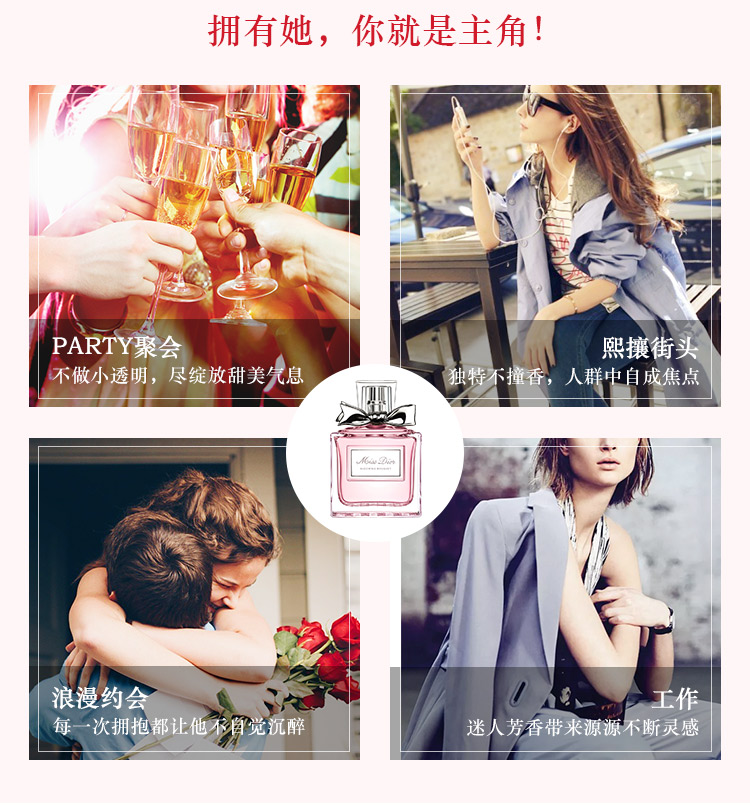 拥有她，你就是主角！
PARTY聚会
不做小透明，尽绽放甜美气息
熙攘街头
独特不撞香，人群中自成焦点
Miss Dior
浪漫约会
每一次拥抱都让他不自觉沉醉
工作
迷人芳香带来源源不断灵感